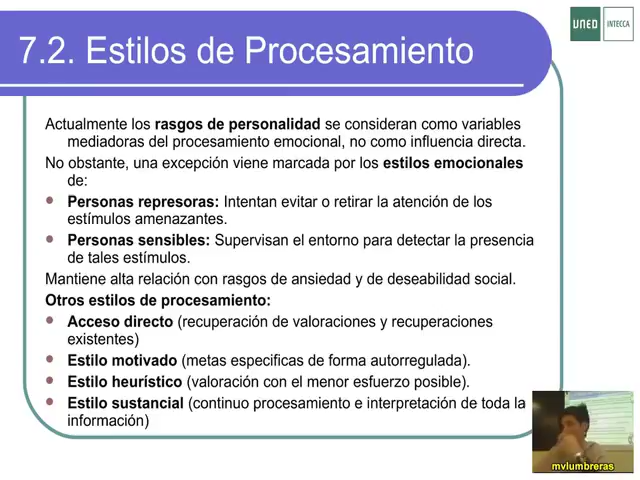 7.2. Estilos de Procesamiento
UNED
INTECCA
Actualmente los rasgos de personalidad se consideran como variables
mediadoras del procesamiento emocional, no como influencia directa.
No obstante, una excepción viene marcada por los estilos emocionales
de:
Personas represoras: Intentan evitar o retirar la atención de los
estímulos amenazantes.
Personas sensibles: Supervisan el entorno para detectar la presencia
de tales estímulos.
Mantiene alta relación con rasgos de ansiedad y de deseabilidad social.
Otros estilos de procesamiento:
Acceso directo (recuperación de valoraciones y recuperaciones
existentes)
Estilo motivado (metas especificas de forma autorregulada).
Estilo heurístico (valoración con el menor esfuerzo posible).
Estilo sustancial (continuo procesamiento e interpretación de toda la
información)
mvlumbreras